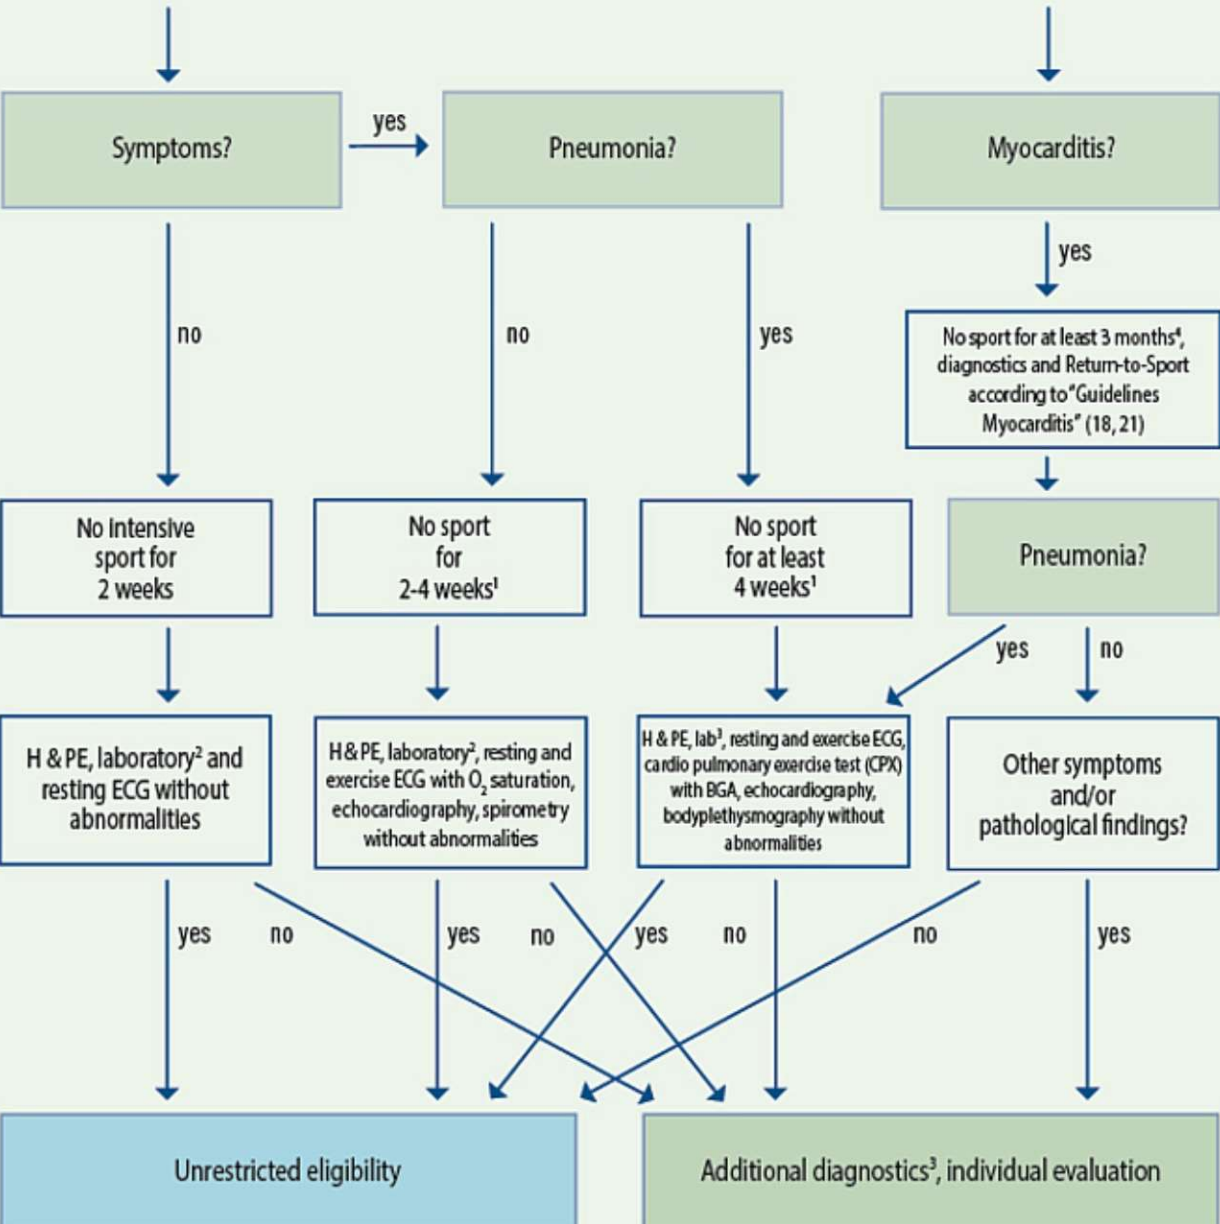 Symptoms?
yes
Pneumonia?
Myocarditis?
yes
no
no
yes
No sport for at least 3 months⁴,
diagnostics and Return-to-Sport
according to "Guidelines
Myocarditis" (18, 21)
No intensive
sport for
2 weeks
No sport
for
2-4 weeks¹
No sport
for at least
4 weeks¹
Pneumonia?
yes
no
H & PE, laboratory² and
resting ECG without
abnormalities
H & PE, laboratory², resting and
exercise ECG with O₂ saturation,
echocardiography, spirometry
without abnormalities
H & PE, lab³, resting and exercise ECG,
cardio pulmonary exercise test (CPX)
with BGA, echocardiography,
bodyplethysmography without
abnormalities
Other symptoms
and/or
pathological findings?
yes
no
yes
no
yes
no
no
yes
Unrestricted eligibility
Additional diagnostics³, individual evaluation